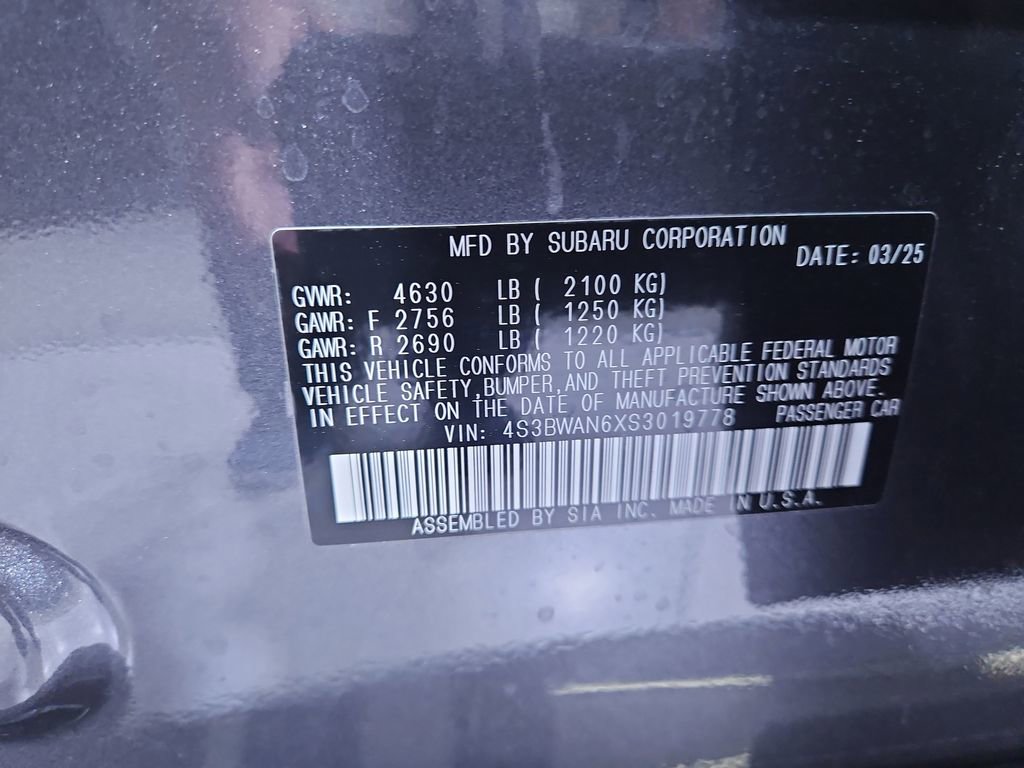 MFD BY SUBARU CORPORATION
DATE: 03/25
GVWR: 4630 LB ( 2100 KG)
GAWR: F 2756 LB ( 1250 KG)
GAWR: R 2690 LB ( 1220 KG)
THIS VEHICLE CONFORMS TO ALL APPLICABLE FEDERAL MOTOR
VEHICLE SAFETY,BUMPER,AND THEFT PREVENTION STANDARDS
IN EFFECT ON THE DATE OF MANUFACTURE SHOWN ABOVE.
VIN: 4S3BWAN6XS3019778 PASSENGER CAR
ASSEMBLED BY SIA INC. MADE IN U.S.A.